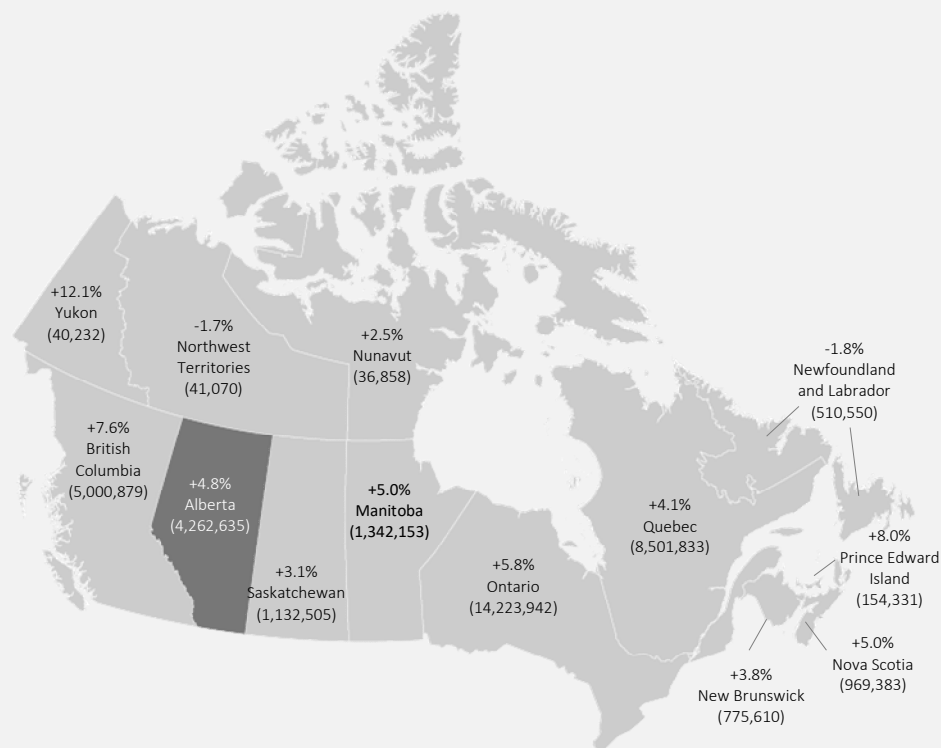 +12.1%
Yukon
(40,232)
-1.7%
Northwest
Territories
(41,070)
+2.5%
Nunavut
(36,858)
-1.8%
Newfoundland
and Labrador
(510,550)
+7.6%
British
Columbia
(5,000,879)
+4.8%
Alberta
(4,262,635)
+3.1%
Saskatchewan
(1,132,505)
+5.0%
Manitoba
(1,342,153)
+5.8%
Ontario
(14,223,942)
+4.1%
Quebec
(8,501,833)
+8.0%
Prince Edward
Island
(154,331)
+5.0%
Nova Scotia
(969,383)
+3.8%
New Brunswick
(775,610)